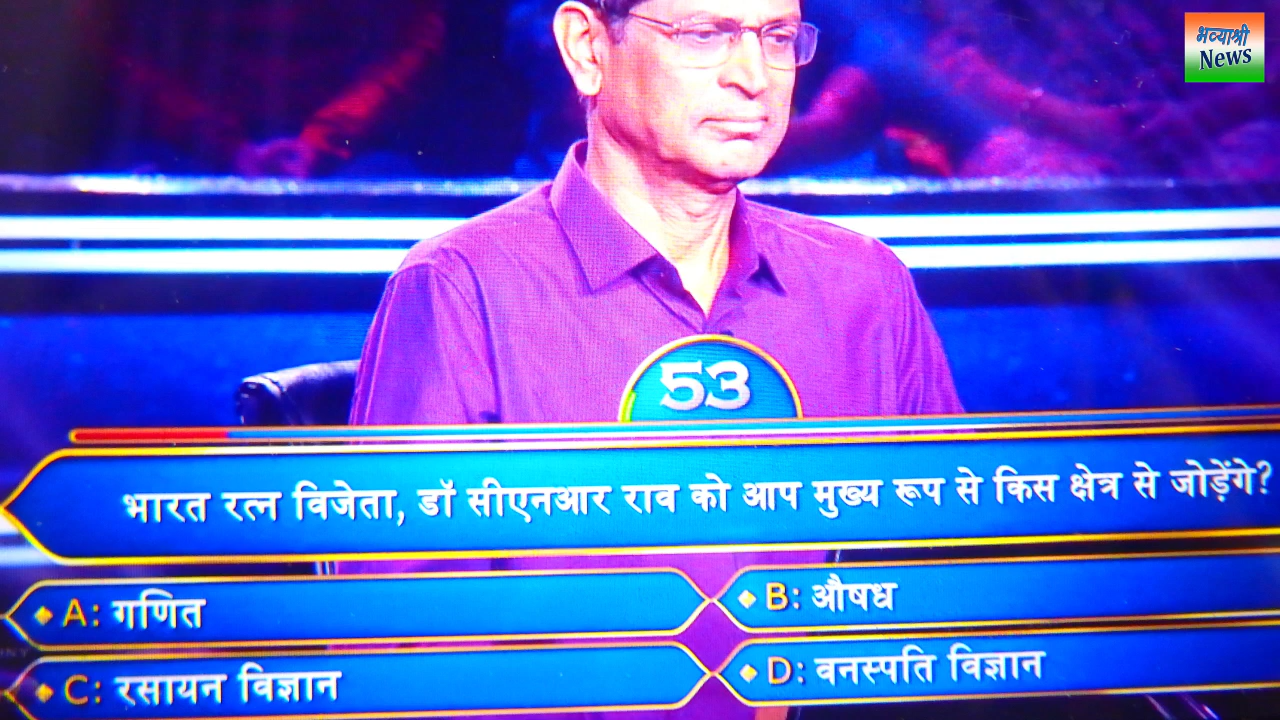 भव्याश्री
News
53
भारत रत्न विजेता, डॉ सीएनआर राव को आप मुख्य रूप से किस क्षेत्र से जोड़ेंगे?
A: गणित
B: औषध
C: रसायन विज्ञान
D: वनस्पति विज्ञान